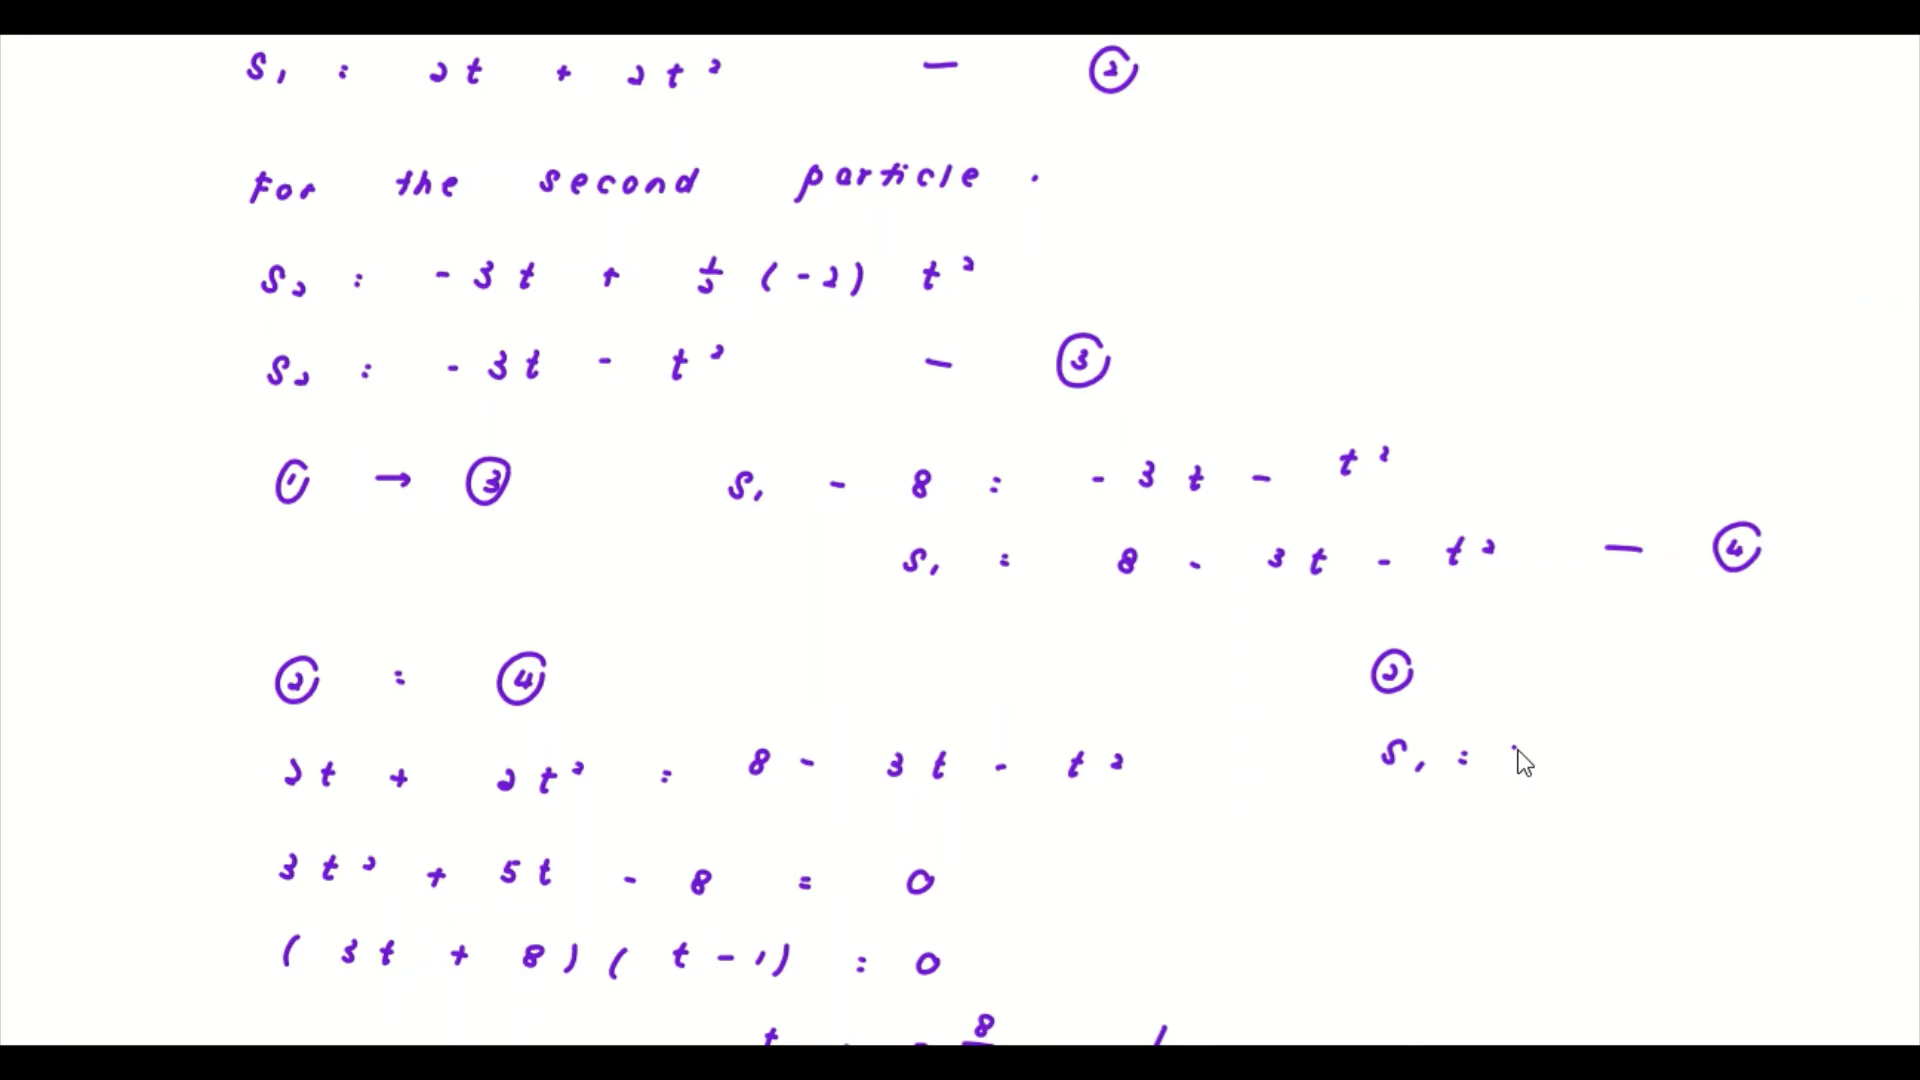 S₁ = 2t + 2t² — ②
For the second particle.
S₂ = -3t + ½ (-2) t²
S₂ = -3t - t² — ③
① → ③ S₁ - 8 = -3t - t²
S₁ = 8 - 3t - t² — ④
② = ④ ②
2t + 2t² = 8 - 3t - t² S₁ =
3t² + 5t - 8 = 0
(3t + 8)(t - 1) = 0